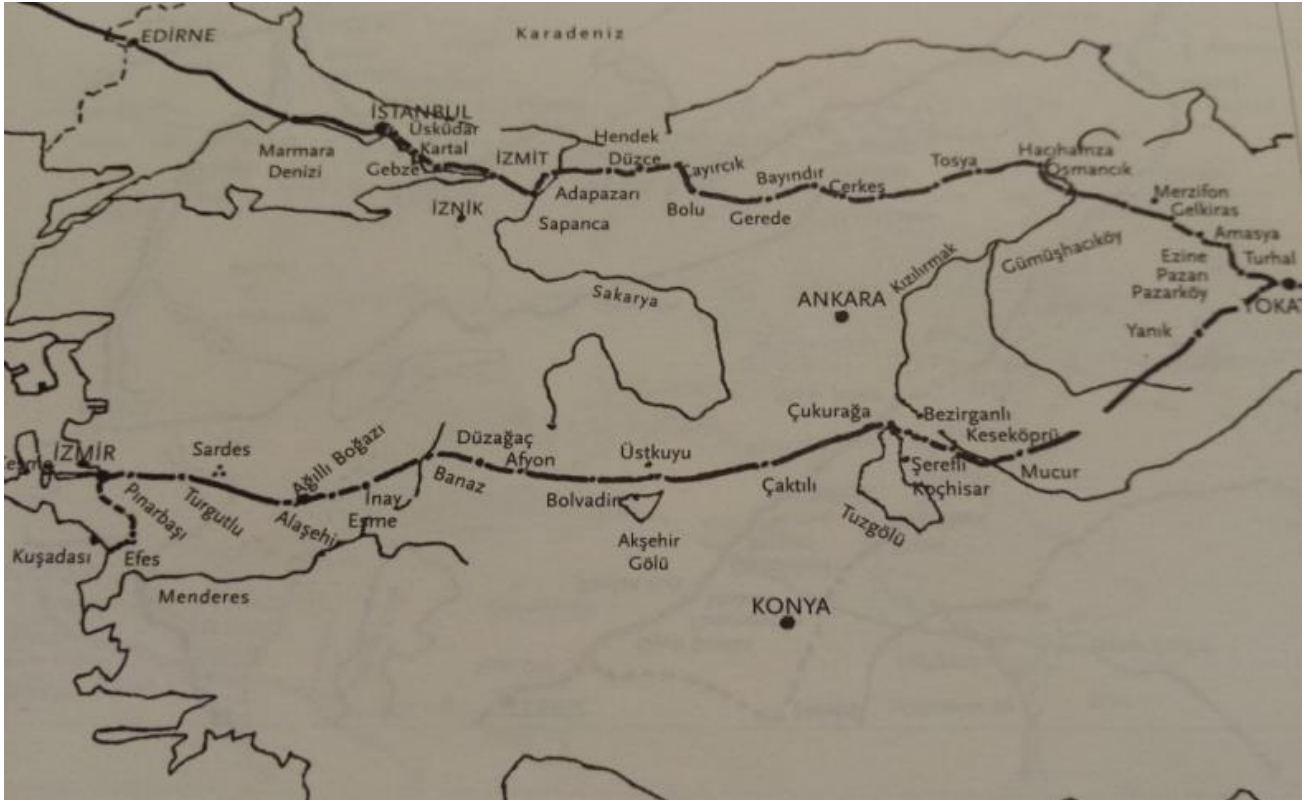 EDİRNE
Karadeniz
İSTANBUL
Üsküdar
Kartal
Gebze
Marmara
Denizi
İZMİT
İZNİK
Hendek
Düzçe
Adapazarı
Sapanca
Çayırcık
Bolu
Gerede
Bayındır
Çerkeş
Tosya
Hacıhamza
Osmancık
Merzifon
Gelkiras
Amasya
Ezine
Pazarı
Pazarköy
Turhal
YOKAT
Yanık
Gümüşhacıköy
Kızılırmak
Sakarya
ANKARA
İZMİR
Sardes
Pınarbaşı
Turgutlu
Kuşadası
Efes
Menderes
Alaşehir
Ağıllı Boğazı
İnay
Eşme
Banaz
Düzağaç
Afyon
Bolvadin
Üstkuyu
Akşehir
Gölü
Çaktılı
Çukurağa
Bezirganlı
Keseköprü
Şerefli
Koçhisar
Mucur
Tuzgölü
KONYA